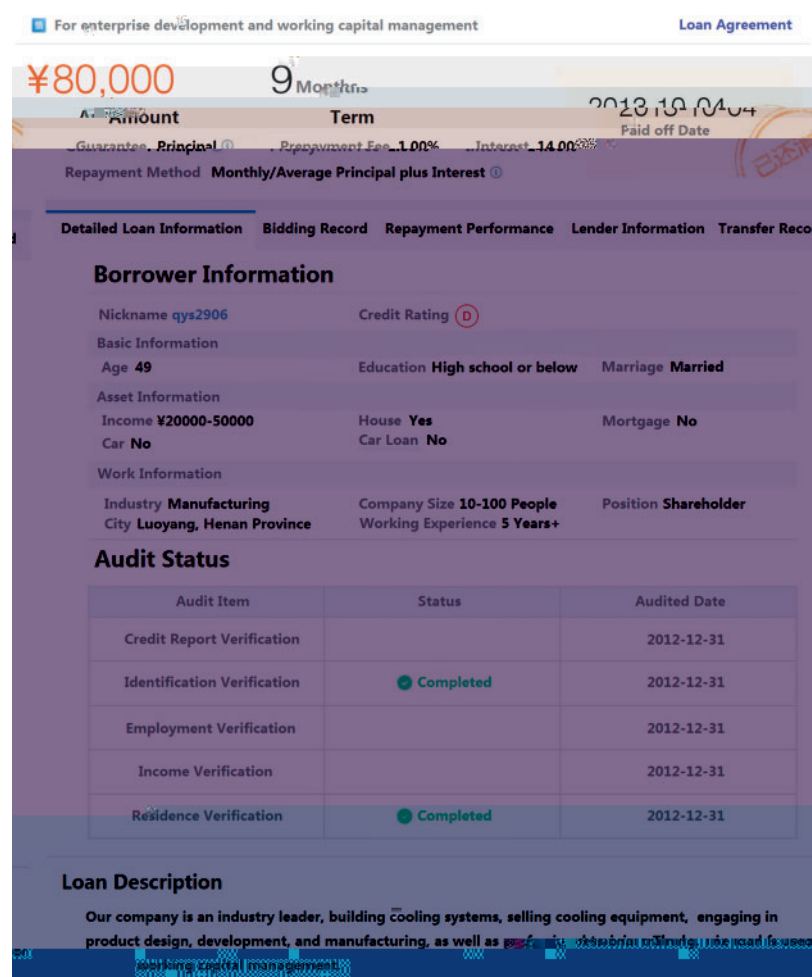 For enterprise development and working capital management Loan Agreement
¥80,000 9 Months
Amount Term
Paid off Date
Guarantee Principal Prepayment Fee 1.00% Interest 14.00%
已还清
Repayment Method Monthly/Average Principal plus Interest
Detailed Loan Information Bidding Record Repayment Performance Lender Information Transfer Reco
Borrower Information
Nickname qys2906 Credit Rating D
Basic Information
Age 49 Education High school or below Marriage Married
Asset Information
Income ¥20000-50000 House Yes Mortgage No
Car No Car Loan No
Work Information
Industry Manufacturing Company Size 10-100 People Position Shareholder
City Luoyang, Henan Province Working Experience 5 Years+
Audit Status
Audit Item Status Audited Date
Credit Report Verification 2012-12-31
Identification Verification Completed 2012-12-31
Employment Verification 2012-12-31
Income Verification 2012-12-31
Residence Verification Completed 2012-12-31
Loan Description
Our company is an industry leader, building cooling systems, selling cooling equipment, engaging in
product design, development, and manufacturing, as well as
working capital management.